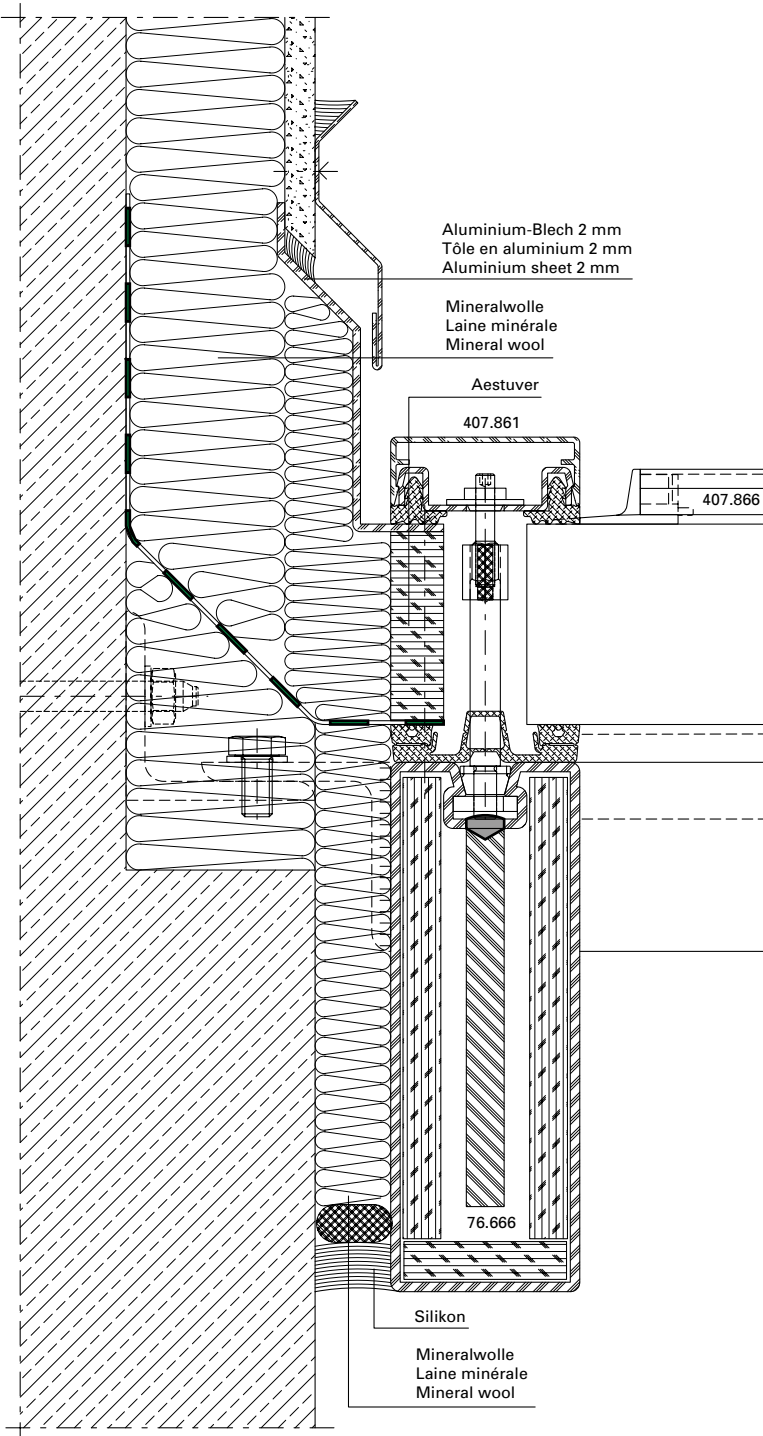 Aluminium-Blech 2 mm
Tôle en aluminium 2 mm
Aluminium sheet 2 mm
Mineralwolle
Laine minérale
Mineral wool
Aestuver
407.861
407.866
76.666
Silikon
Mineralwolle
Laine minérale
Mineral wool